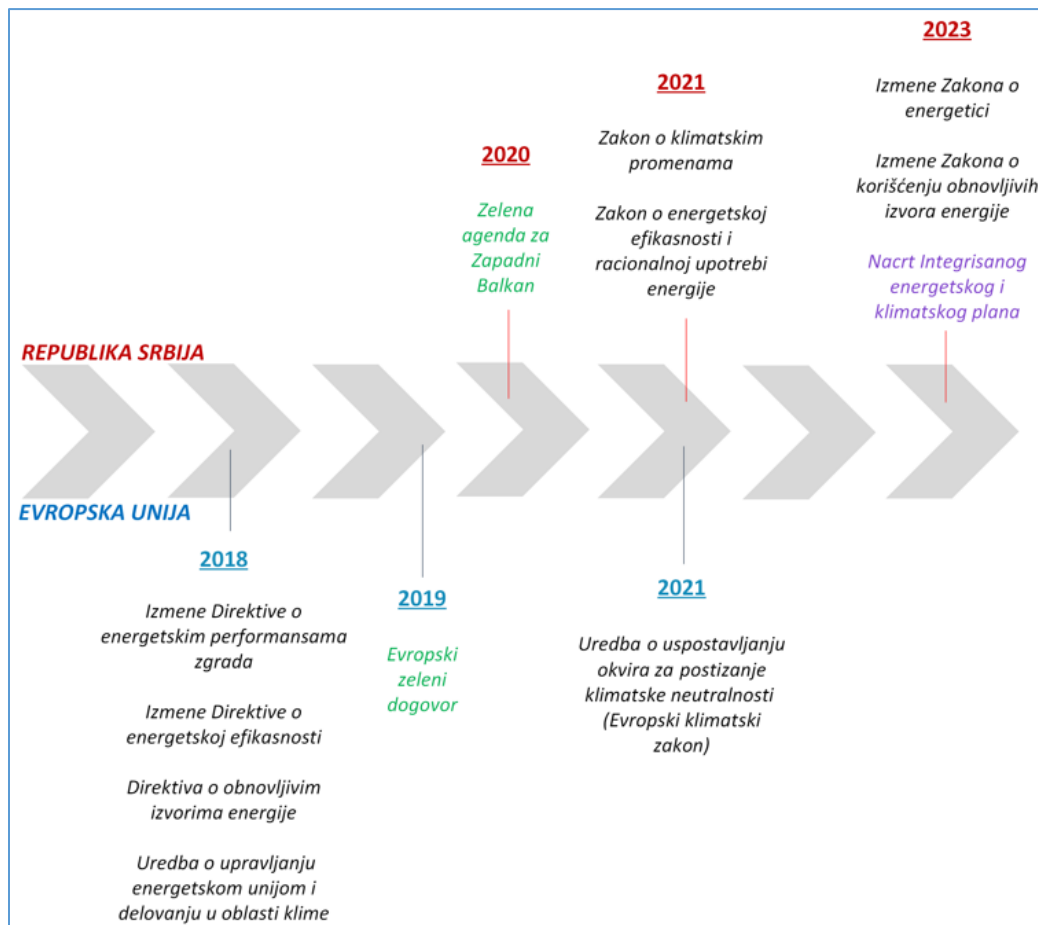 2023
Izmene Zakona o
energetici
Izmene Zakona o
korišćenju obnovljivih
izvora energije
Nacrt Integrisanog
energetskog i
klimatskog plana
2021
Zakon o klimatskim
promenama
Zakon o energetskoj
efikasnosti i
racionalnoj upotrebi
energije
2020
Zelena
agenda za
Zapadni
Balkan
REPUBLIKA SRBIJA
EVROPSKA UNIJA
2018
Izmene Direktive o
energetskim performansama
zgrada
Izmene Direktive o
energetskoj efikasnosti
Direktiva o obnovljivim
izvorima energije
Uredba o upravljanju
energetskom unijom i
delovanju u oblasti klime
2019
Evropski
zeleni
dogovor
2021
Uredba o uspostavljanju
okvira za postizanje
klimatske neutralnosti
(Evropski klimatski
zakon)